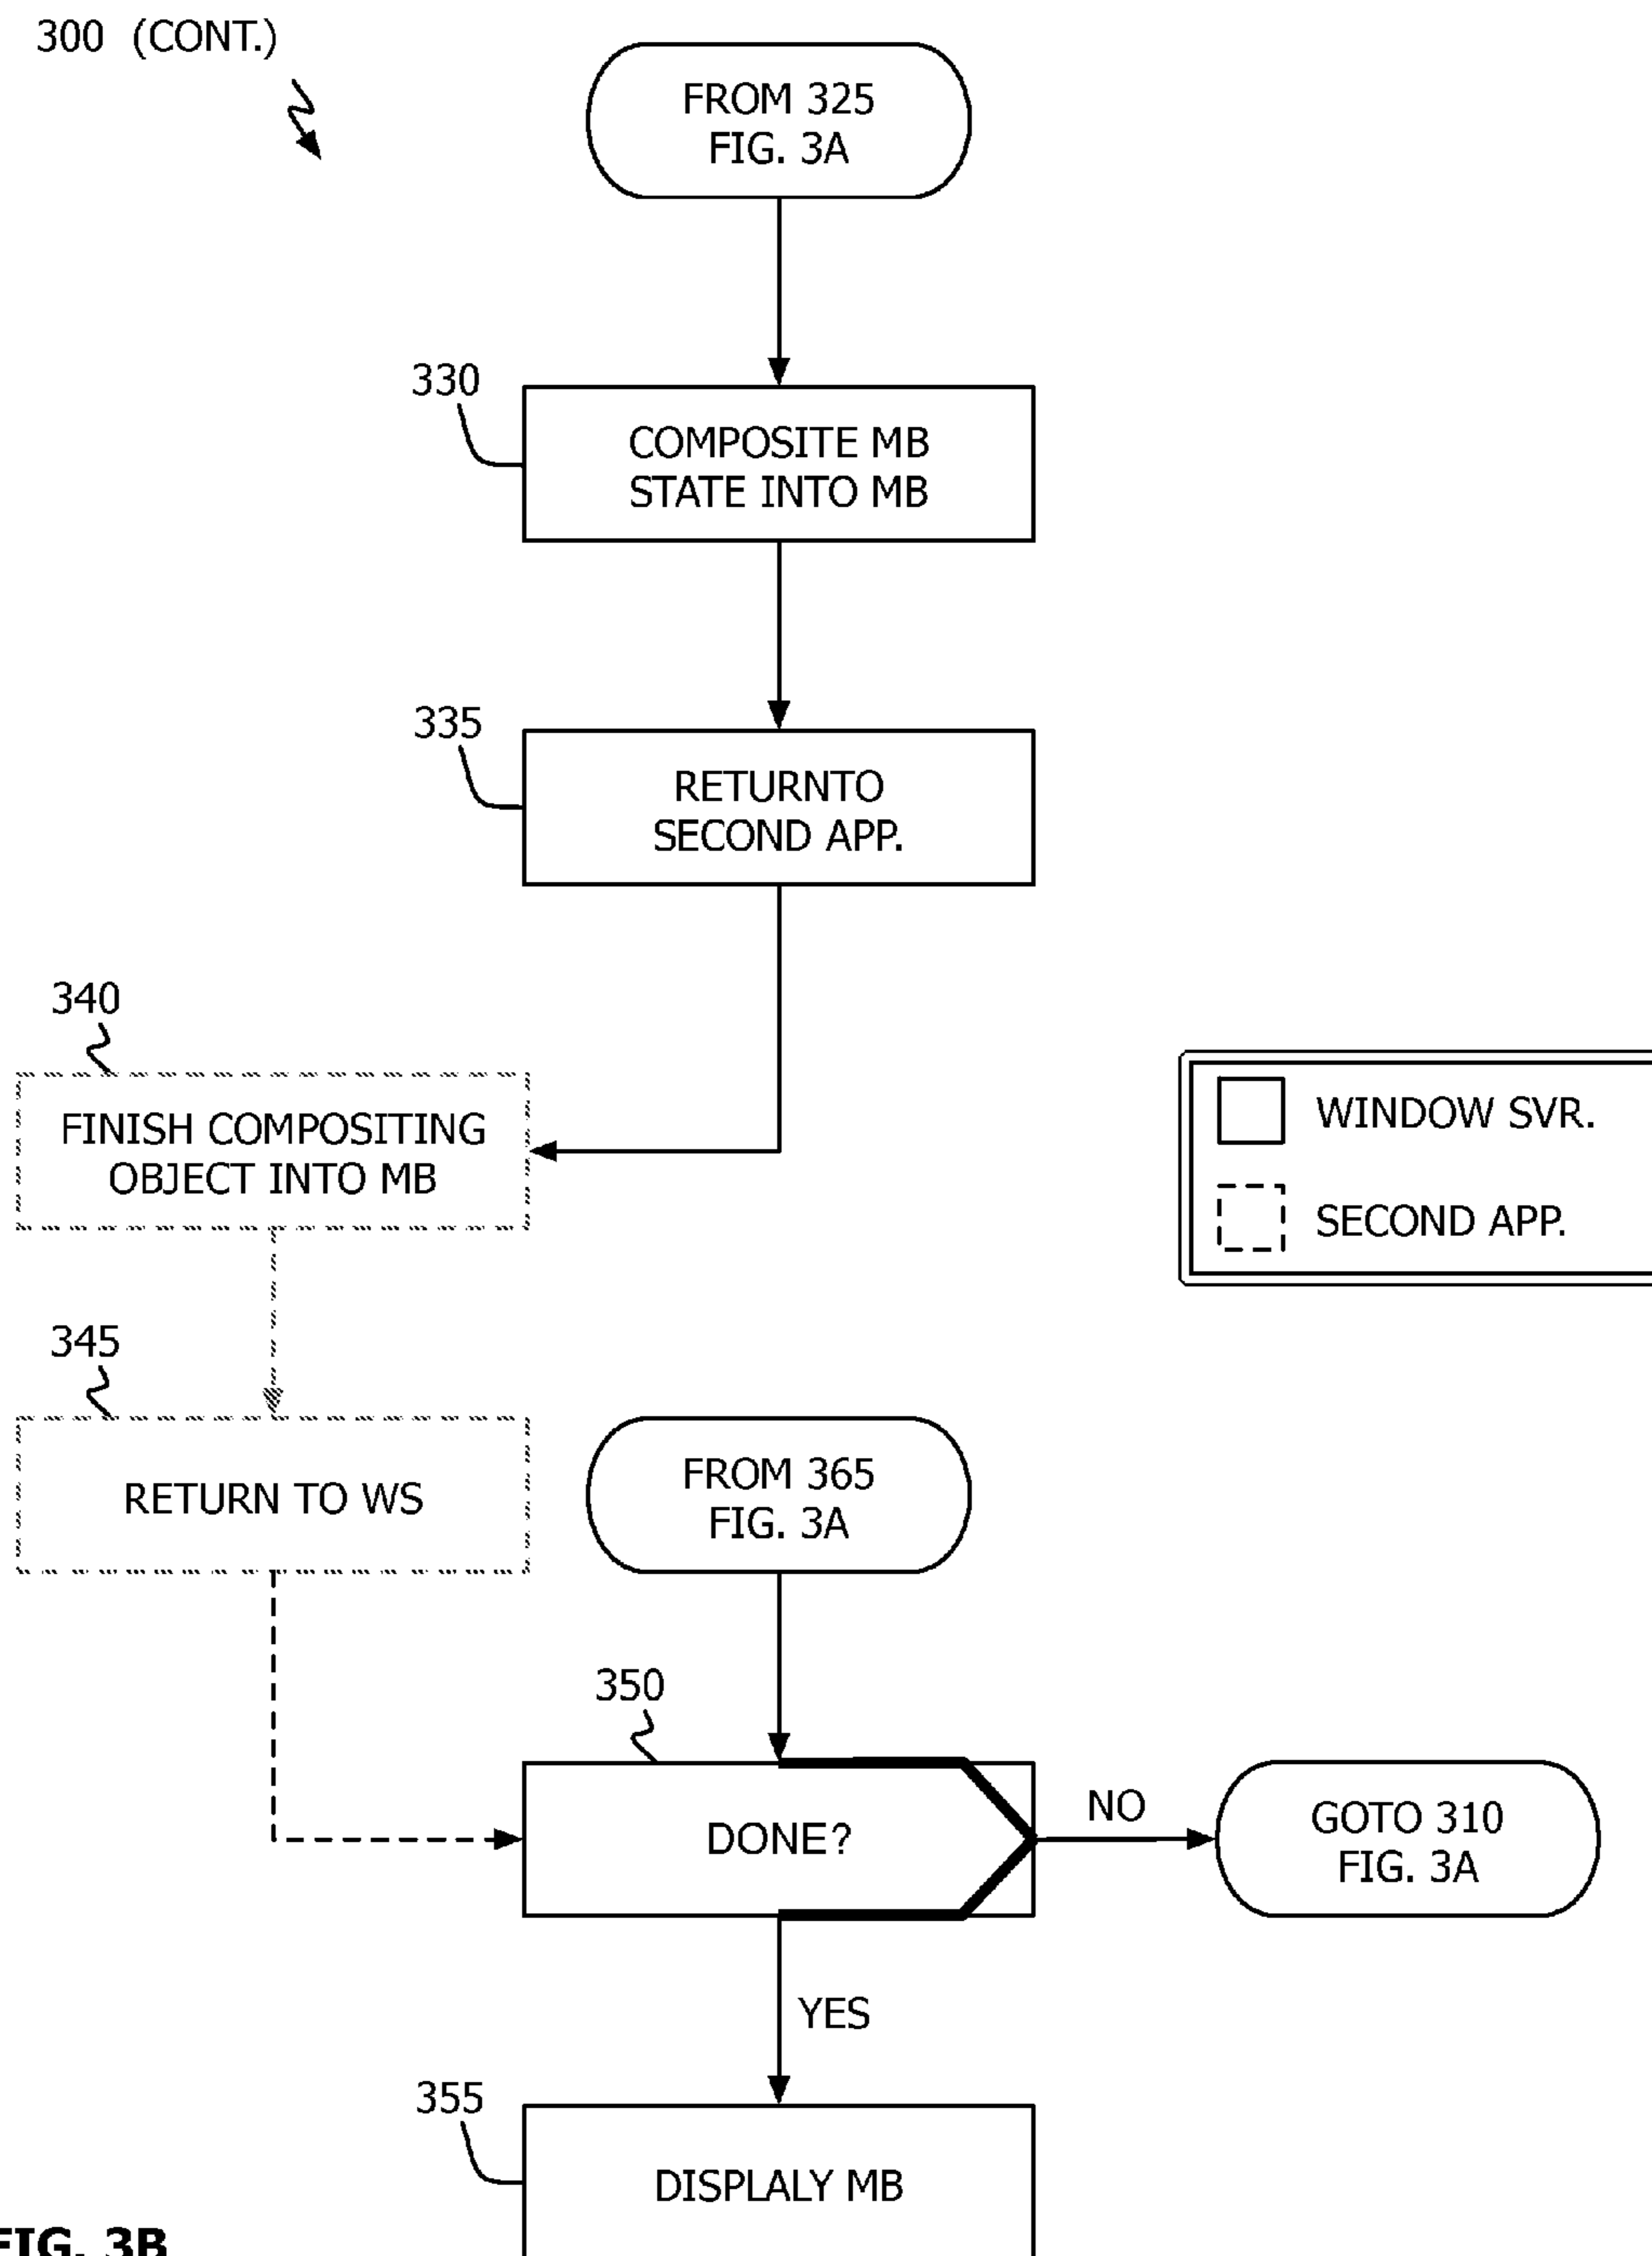 300 (CONT.)
FROM 325
FIG. 3A
330
COMPOSITE MB
STATE INTO MB
335
RETURNTO
SECOND APP.
340
FINISH COMPOSITING
OBJECT INTO MB
WINDOW SVR.
SECOND APP.
345
RETURN TO WS
FROM 365
FIG. 3A
350
DONE?
NO
GOTO 310
FIG. 3A
YES
355
DISPLALY MB
FIG. 3B